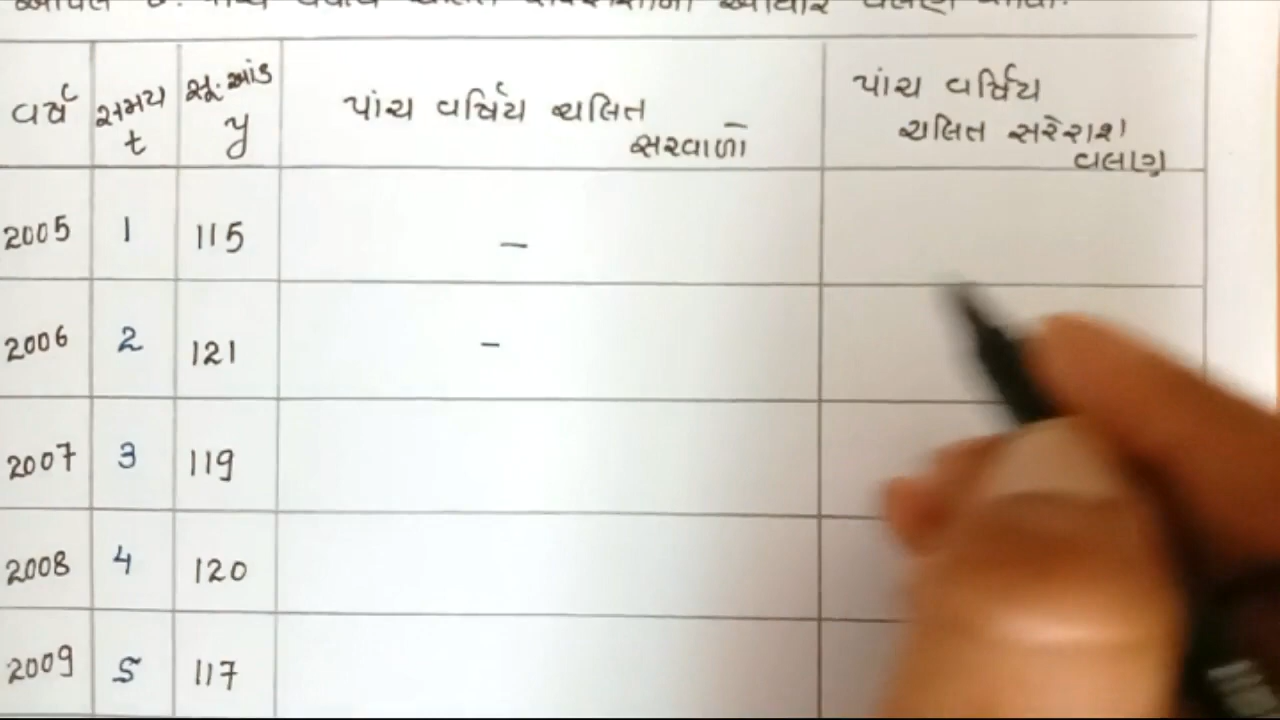 વર્ષ સમય t સૂ. આંક y પાંચ વર્ષિય ચલિત સરવાળો પાંચ વર્ષિય ચલિત સરેરાશ વલણ
2005 1 115 –
2006 2 121 –
2007 3 119
2008 4 120
2009 5 117